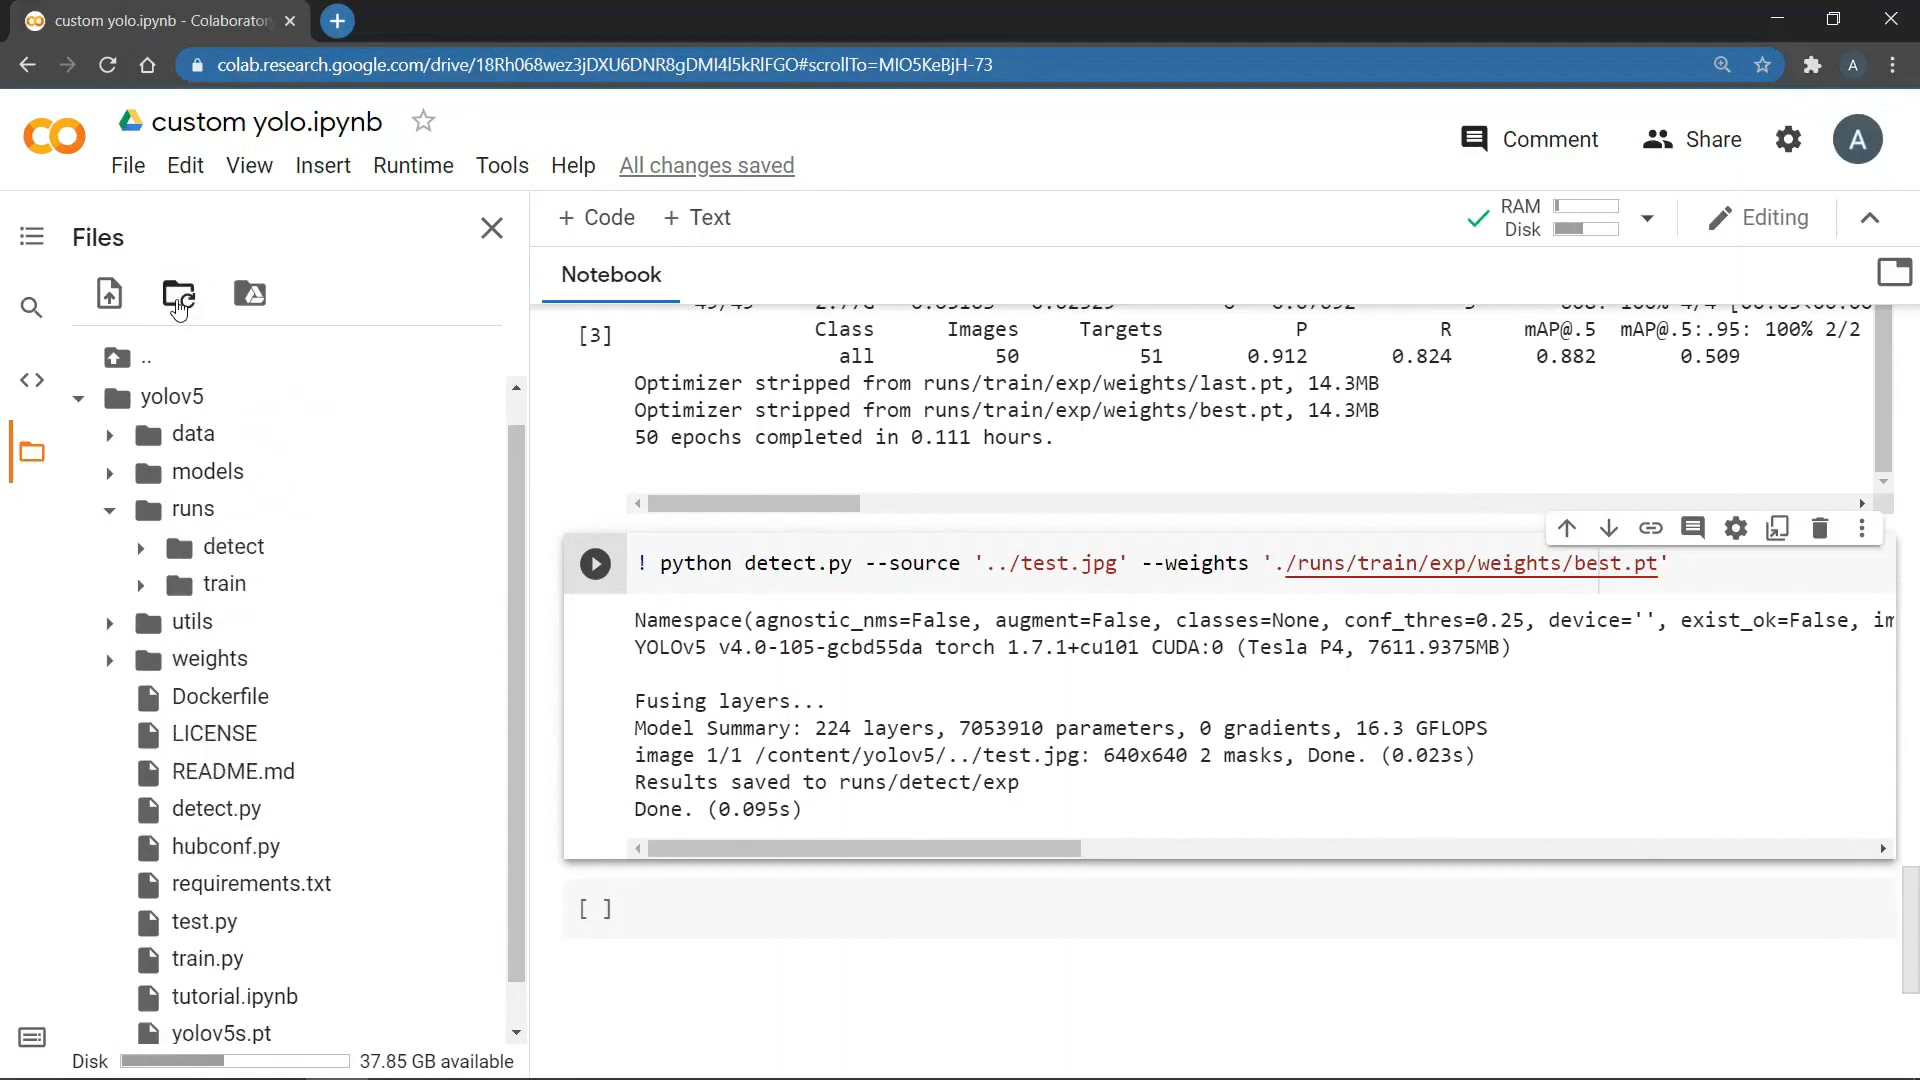 custom yolo.ipynb - Colaborator
colab.research.google.com/drive/18Rh068wez3jDXU6DNR8gDMI4l5kRlFGO#scrollTo=MIO5KeBjH-73
A
custom yolo.ipynb
Comment
Share
A
File Edit View Insert Runtime Tools Help All changes saved
Files
+ Code + Text
RAM
Disk
Editing
Notebook
..
yolov5
data
models
runs
detect
train
utils
weights
Dockerfile
LICENSE
README.md
detect.py
hubconf.py
requirements.txt
test.py
train.py
tutorial.ipynb
yolov5s.pt
Disk 37.85 GB available
[3]
Class Images Targets P R mAP@.5 mAP@.5:.95: 100% 2/2
all 50 51 0.912 0.824 0.882 0.509
Optimizer stripped from runs/train/exp/weights/last.pt, 14.3MB
Optimizer stripped from runs/train/exp/weights/best.pt, 14.3MB
50 epochs completed in 0.111 hours.
! python detect.py --source '../test.jpg' --weights './runs/train/exp/weights/best.pt'
Namespace(agnostic_nms=False, augment=False, classes=None, conf_thres=0.25, device='', exist_ok=False, im
YOLOv5 v4.0-105-gcbd55da torch 1.7.1+cu101 CUDA:0 (Tesla P4, 7611.9375MB)
Fusing layers...
Model Summary: 224 layers, 7053910 parameters, 0 gradients, 16.3 GFLOPS
image 1/1 /content/yolov5/../test.jpg: 640x640 2 masks, Done. (0.023s)
Results saved to runs/detect/exp
Done. (0.095s)
[ ]